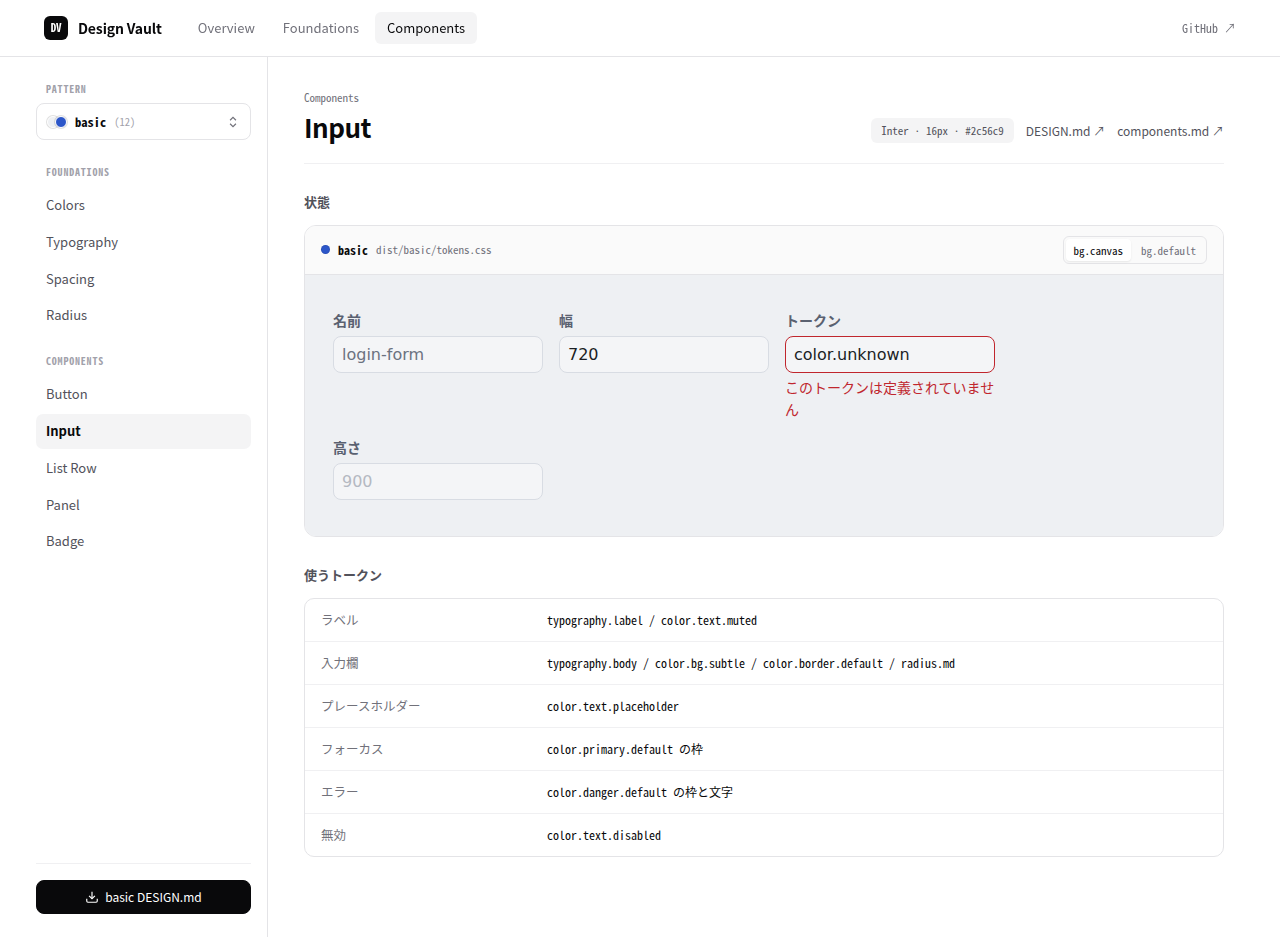 DV Design Vault Overview Foundations Components GitHub ↗
PATTERN
basic (12)
FOUNDATIONS
Colors
Typography
Spacing
Radius
COMPONENTS
Button
Input
List Row
Panel
Badge
basic DESIGN.md
Components
Input
Inter · 16px · #2c56c9 DESIGN.md ↗ components.md ↗
状態
basic dist/basic/tokens.css bg.canvas bg.default
名前 幅 トークン
login-form 720 color.unknown
このトークンは定義されていませ
ん
高さ
900
使うトークン
ラベル typography.label / color.text.muted
入力欄 typography.body / color.bg.subtle / color.border.default / radius.md
プレースホルダー color.text.placeholder
フォーカス color.primary.default の枠
エラー color.danger.default の枠と文字
無効 color.text.disabled